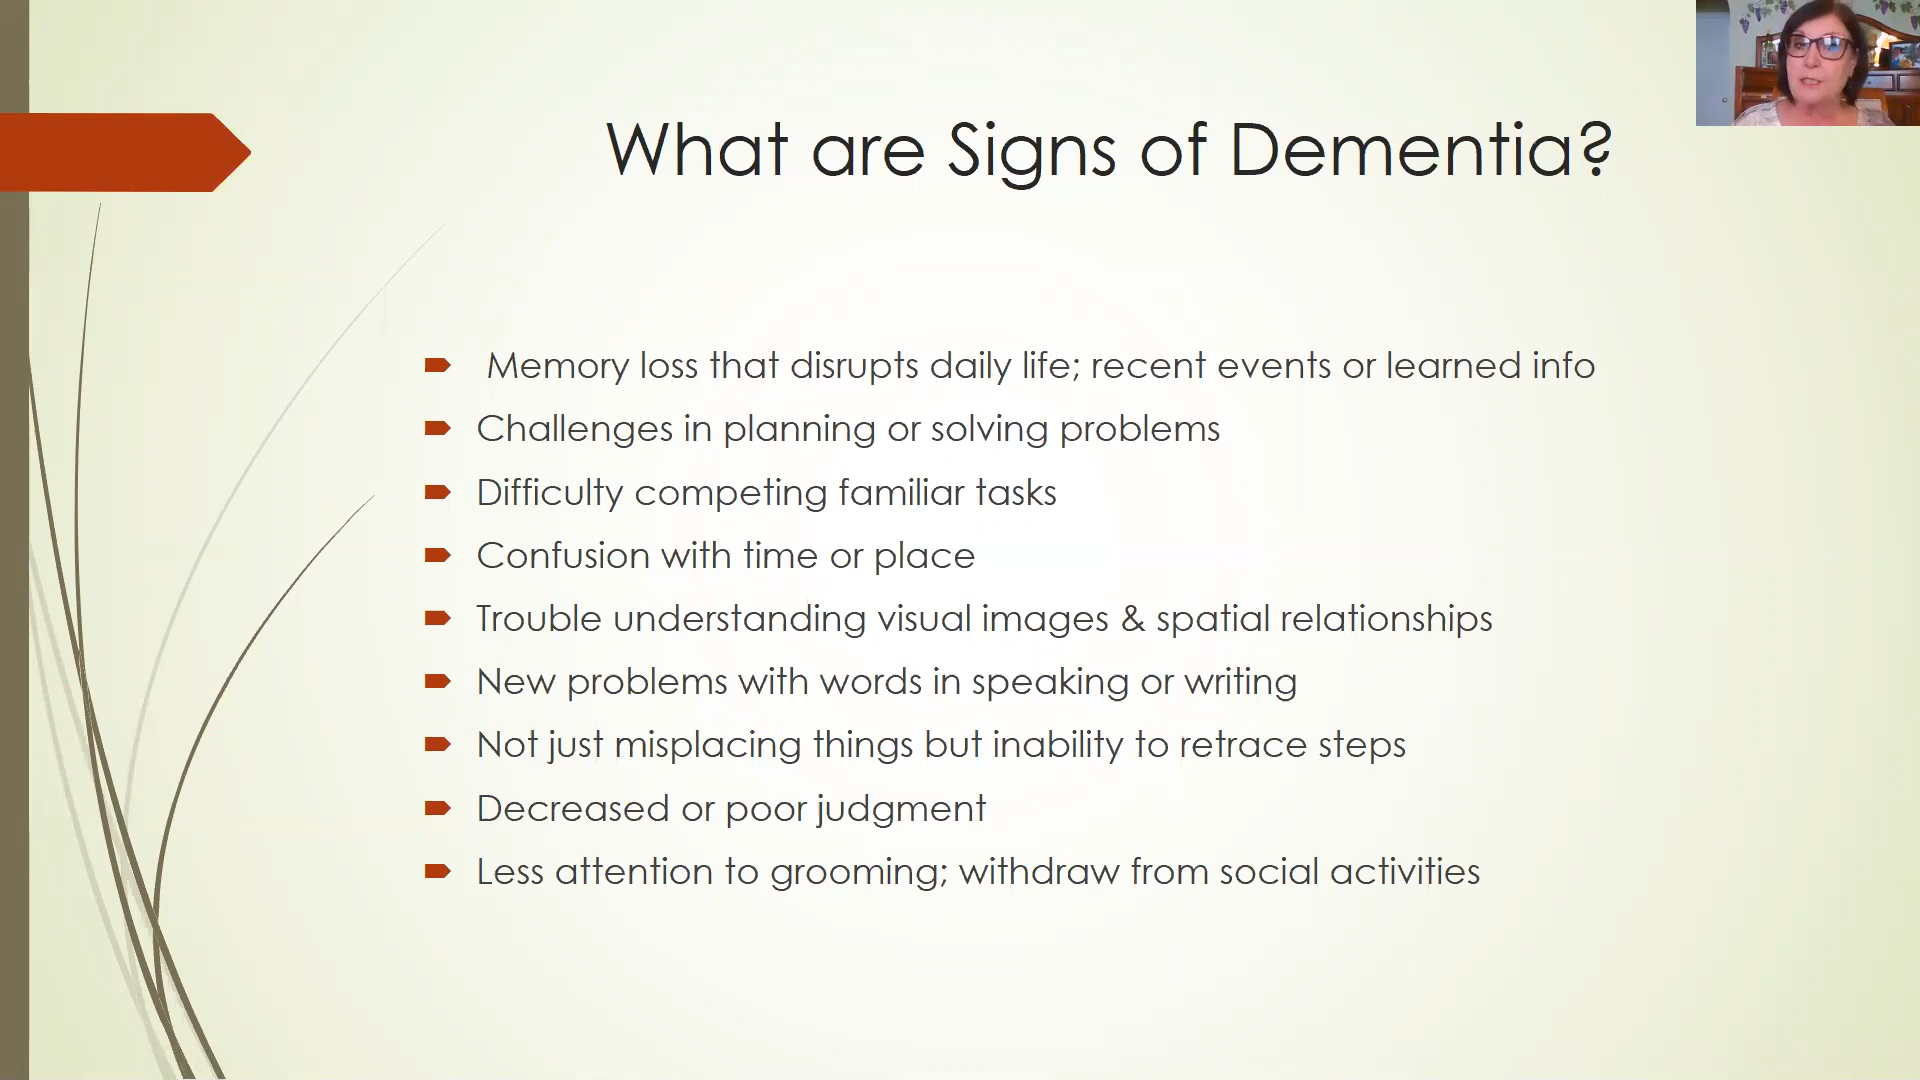 What are Signs of Dementia?
Memory loss that disrupts daily life; recent events or learned info
Challenges in planning or solving problems
Difficulty competing familiar tasks
Confusion with time or place
Trouble understanding visual images & spatial relationships
New problems with words in speaking or writing
Not just misplacing things but inability to retrace steps
Decreased or poor judgment
Less attention to grooming; withdraw from social activities